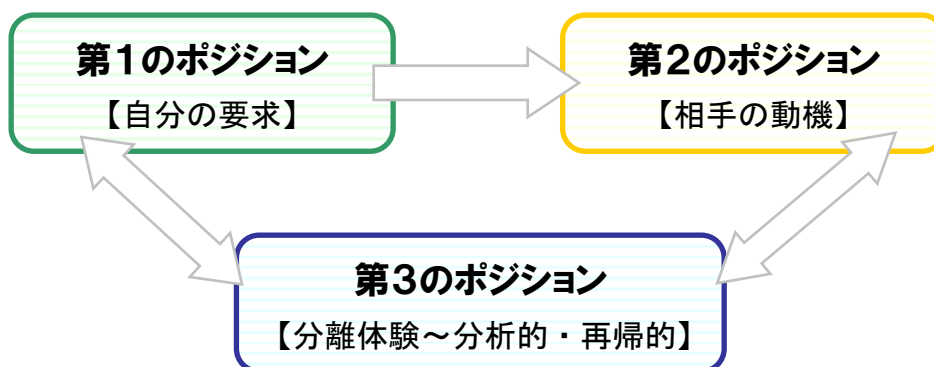 第1のポジション
【自分の要求】
第2のポジション
【相手の動機】
第3のポジション
【分離体験～分析的・再帰的】